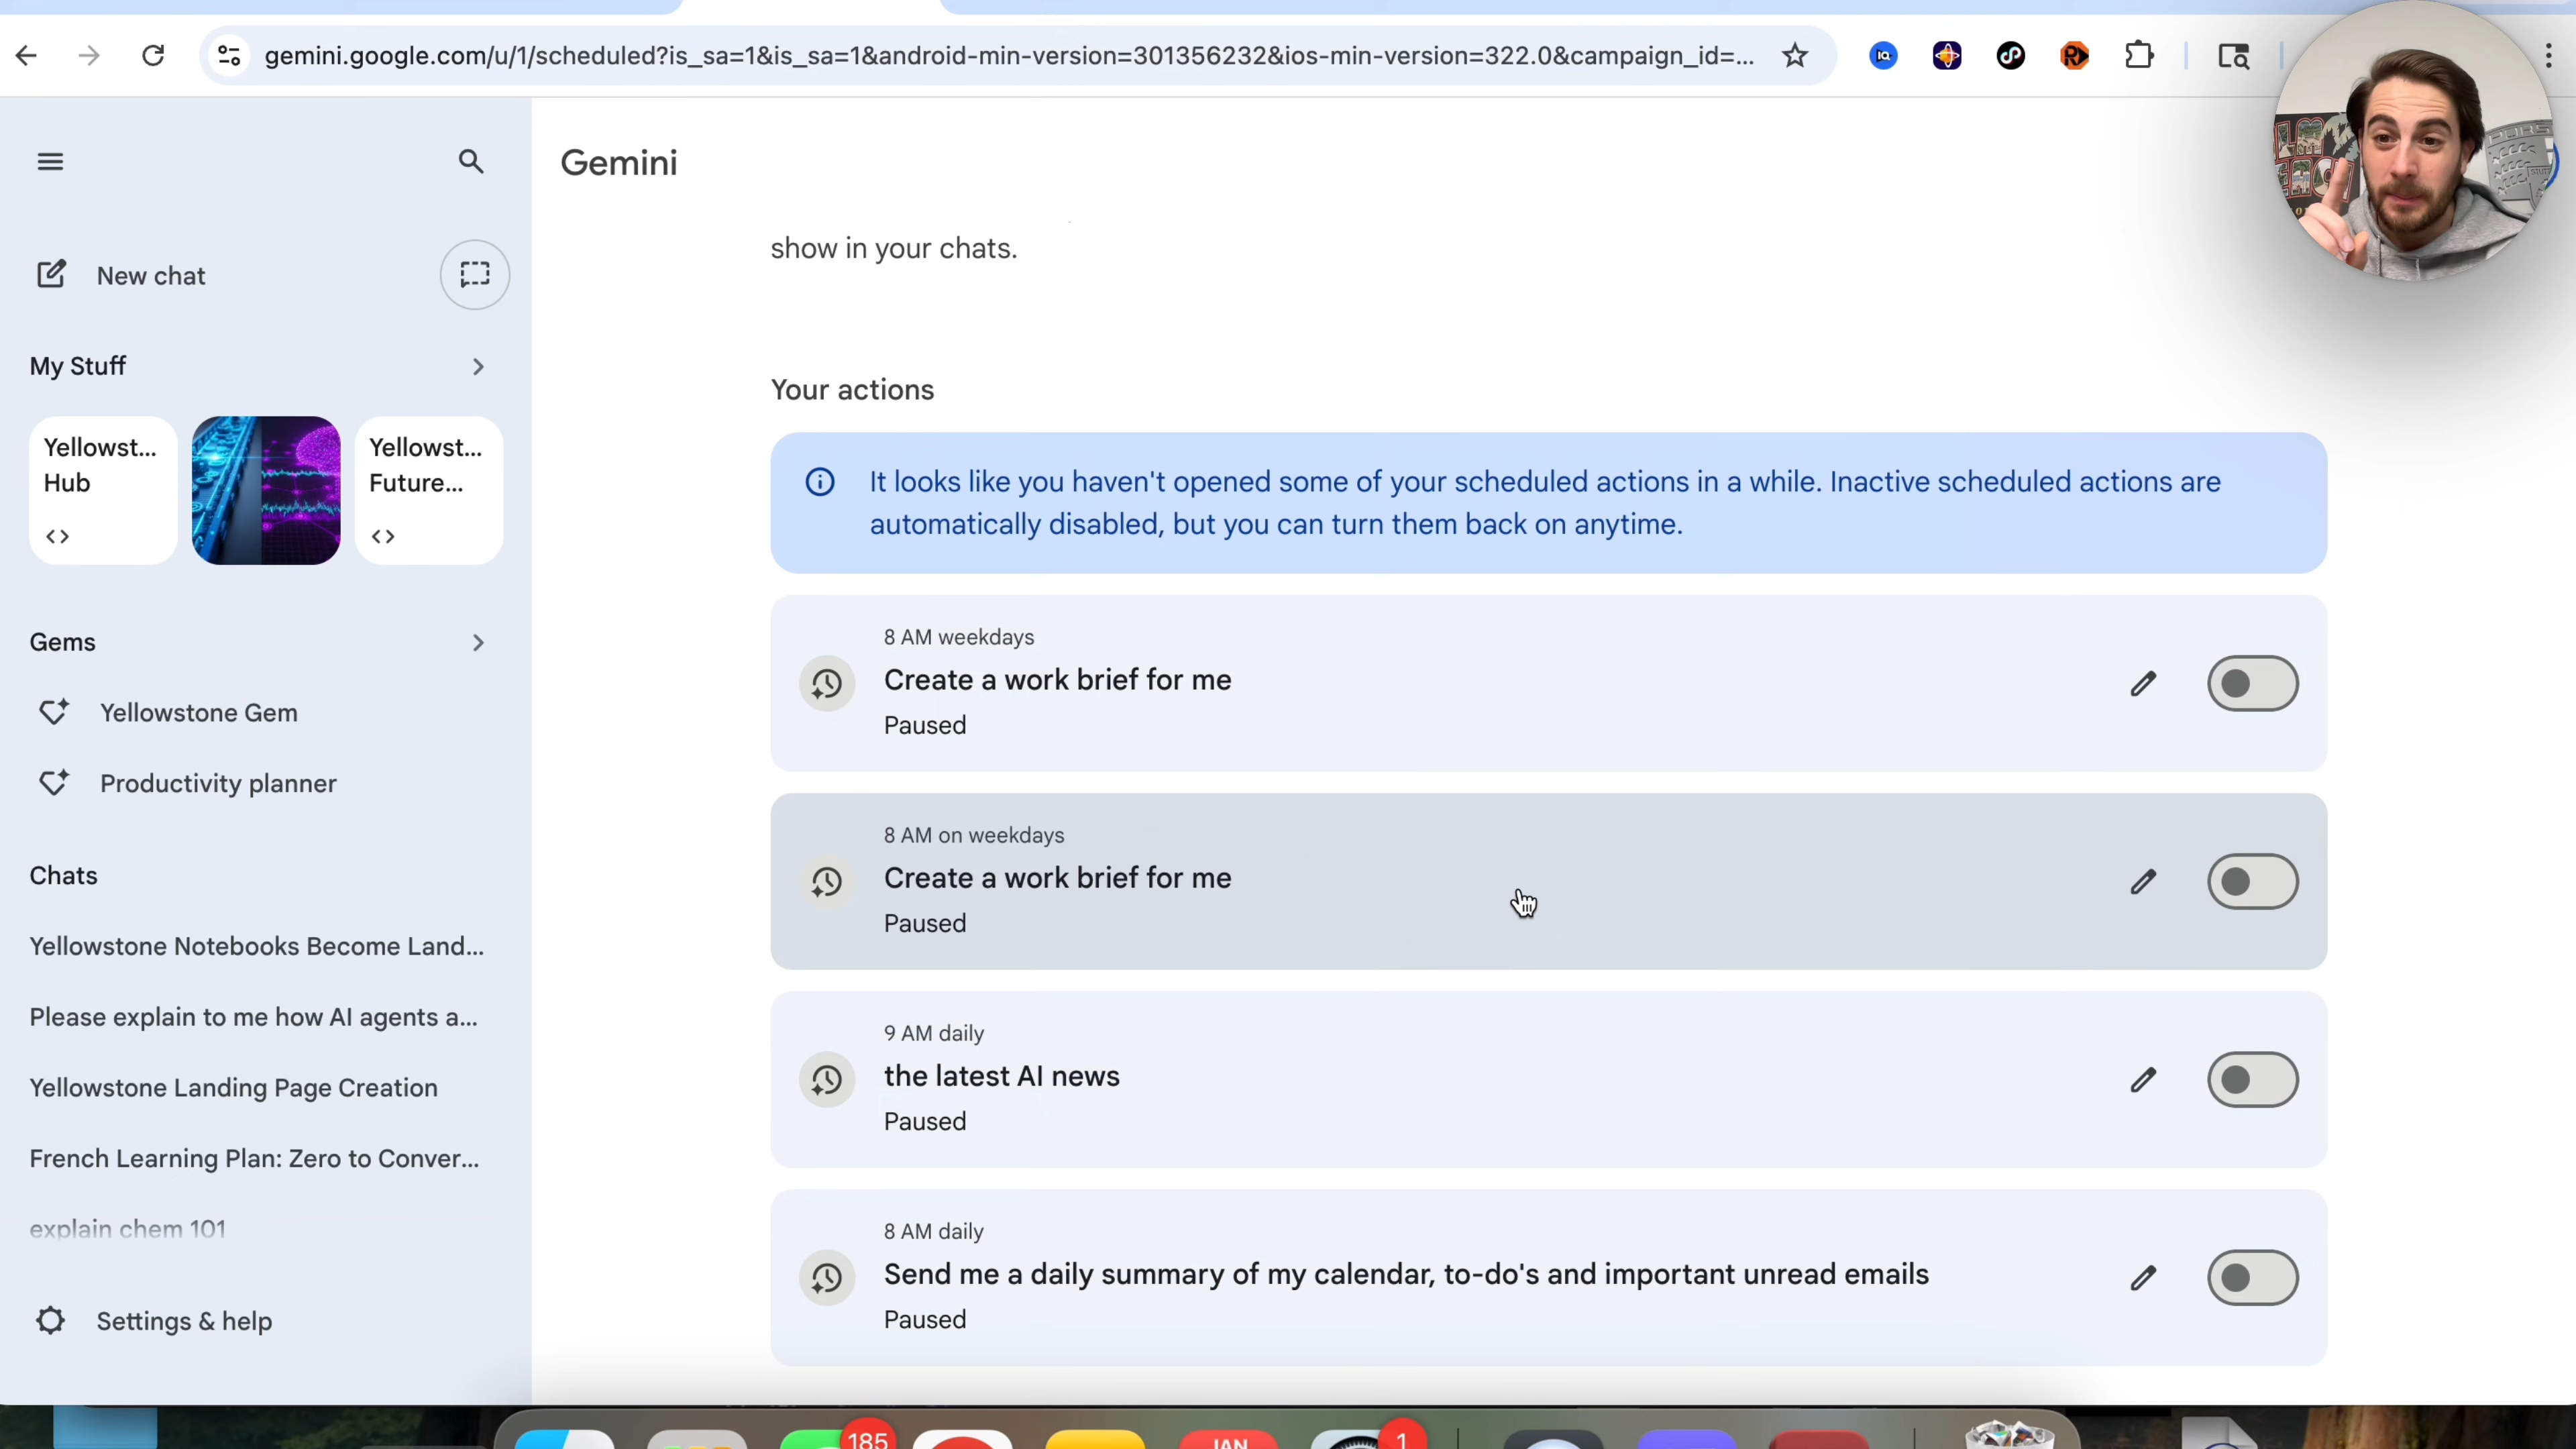 gemini.google.com/u/1/scheduled?is_sa=1&is_sa=1&android-min-version=301356232&ios-min-version=322.0&campaign_id=...
Gemini
New chat
My Stuff
Yellowst...
Hub
Yellowst...
Future...
Gems
Yellowstone Gem
Productivity planner
Chats
Yellowstone Notebooks Become Land...
Please explain to me how AI agents a...
Yellowstone Landing Page Creation
French Learning Plan: Zero to Conver...
explain chem 101
Settings & help
show in your chats.
Your actions
It looks like you haven't opened some of your scheduled actions in a while. Inactive scheduled actions are
automatically disabled, but you can turn them back on anytime.
8 AM weekdays
Create a work brief for me
Paused
8 AM on weekdays
Create a work brief for me
Paused
9 AM daily
the latest AI news
Paused
8 AM daily
Send me a daily summary of my calendar, to-do's and important unread emails
Paused
185
JAN
1